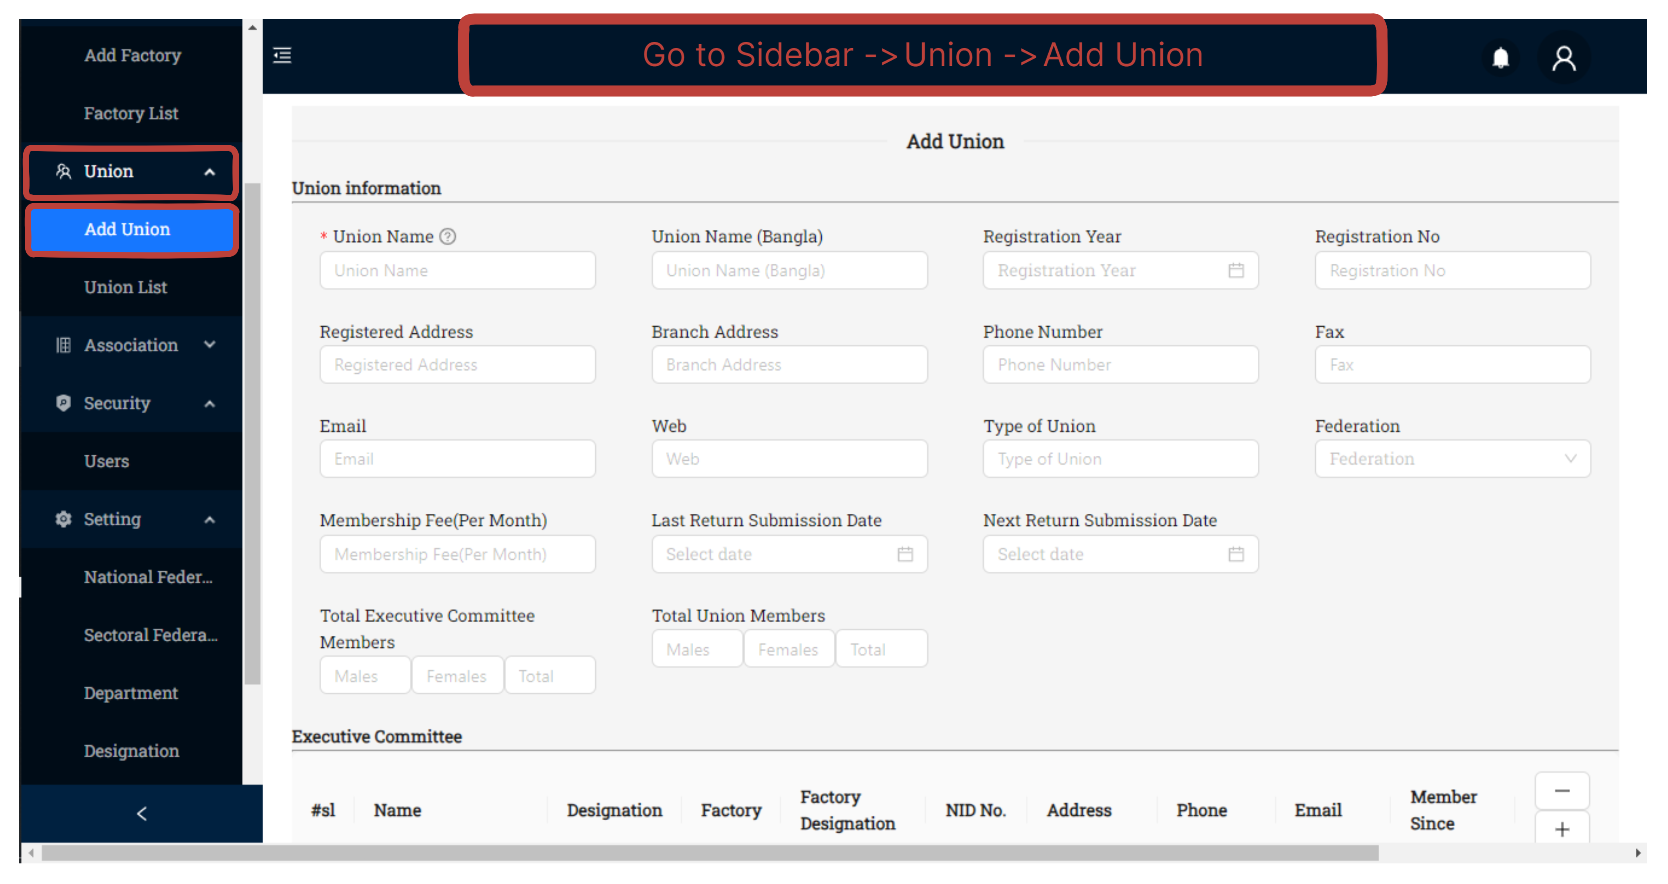 Add Factory
Factory List
Union
Add Union
Union List
Association
Security
Users
Setting
National Feder...
Sectoral Federa...
Department
Designation
Go to Sidebar -> Union -> Add Union
Add Union
Union information
* Union Name
Union Name (Bangla)
Registration Year
Registration No
Union Name
Union Name (Bangla)
Registration Year
Registration No
Registered Address
Branch Address
Phone Number
Fax
Registered Address
Branch Address
Phone Number
Fax
Email
Web
Type of Union
Federation
Email
Web
Type of Union
Federation
Membership Fee(Per Month)
Last Return Submission Date
Next Return Submission Date
Membership Fee(Per Month)
Select date
Select date
Total Executive Committee
Members
Total Union Members
Males
Females
Total
Males
Females
Total
Executive Committee
#sl
Name
Designation
Factory
Factory
Designation
NID No.
Address
Phone
Email
Member
Since